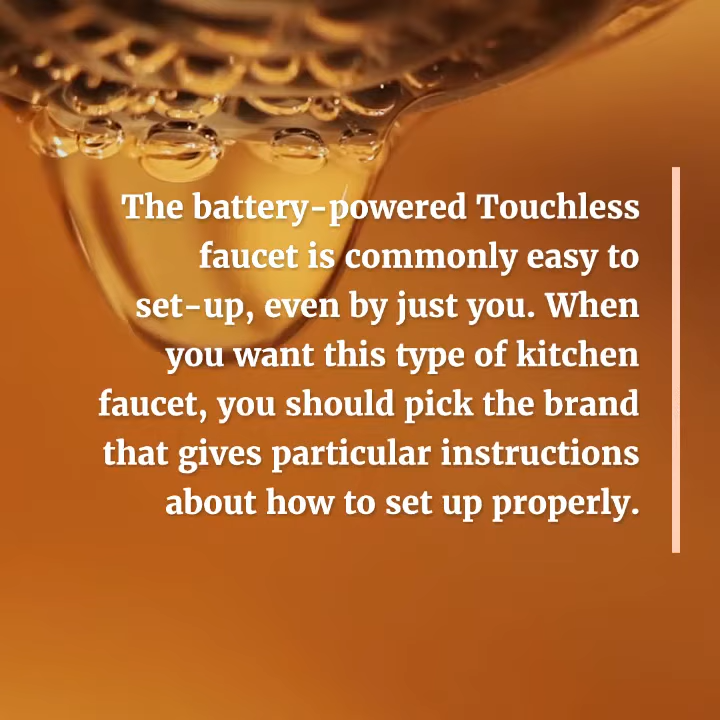 The battery-powered Touchless
faucet is commonly easy to
set-up, even by just you. When
you want this type of kitchen
faucet, you should pick the brand
that gives particular instructions
about how to set up properly.